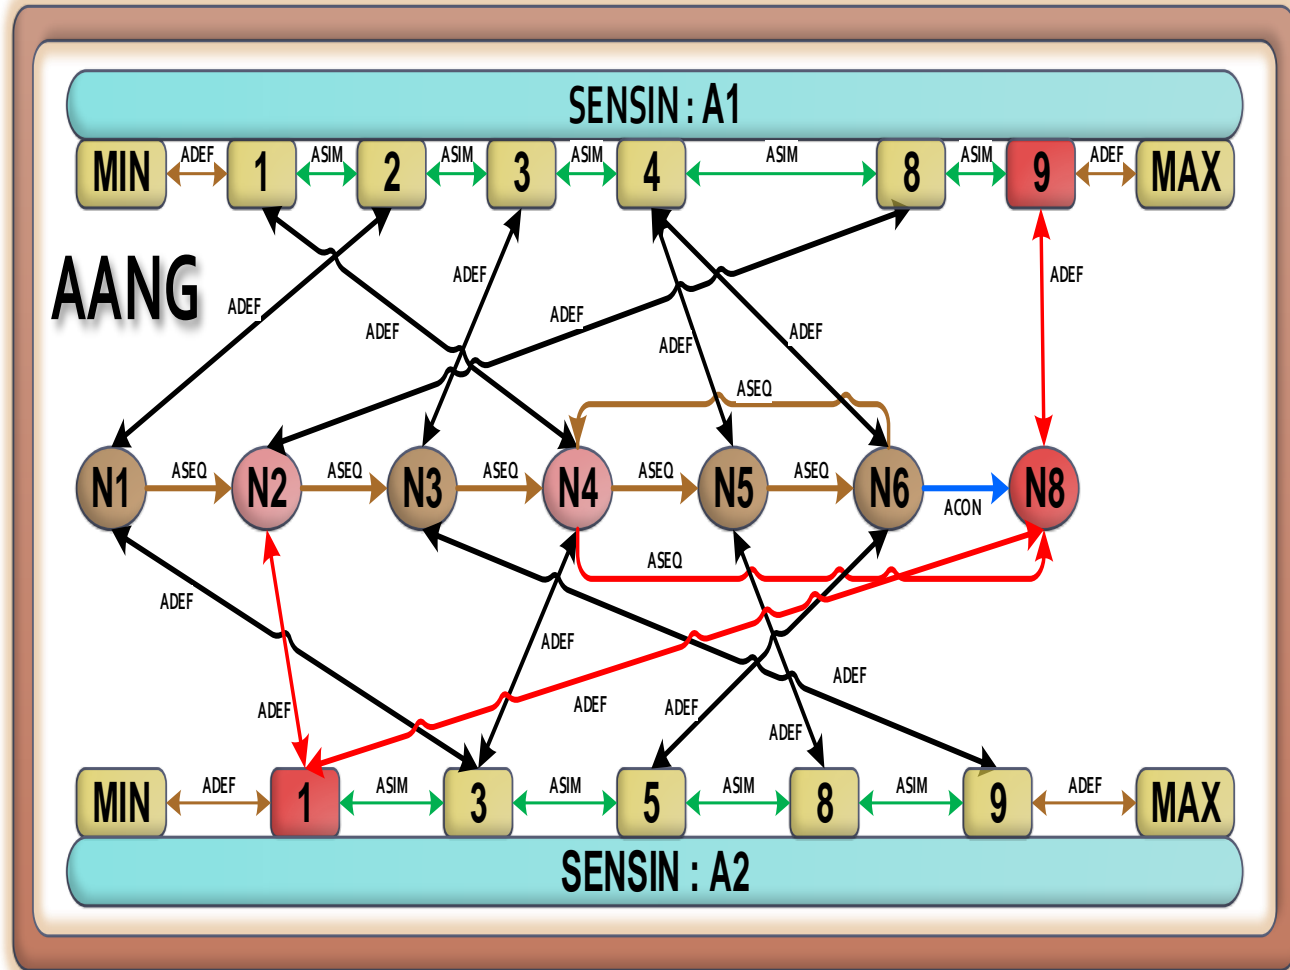 SENSIN : A1
MIN ADEF 1 ASIM 2 ASIM 3 ASIM 4 ASIM 8 ASIM 9 ADEF MAX
AANG
ADEF
ADEF
ADEF
ADEF
ADEF
ADEF
ADEF
ASEQ
N1 ASEQ N2 ASEQ N3 ASEQ N4 ASEQ N5 ASEQ N6 ACON N8
ASEQ
ADEF
ADEF
ADEF
ADEF
ADEF
ADEF
ADEF
MIN ADEF 1 ASIM 3 ASIM 5 ASIM 8 ASIM 9 ADEF MAX
SENSIN : A2